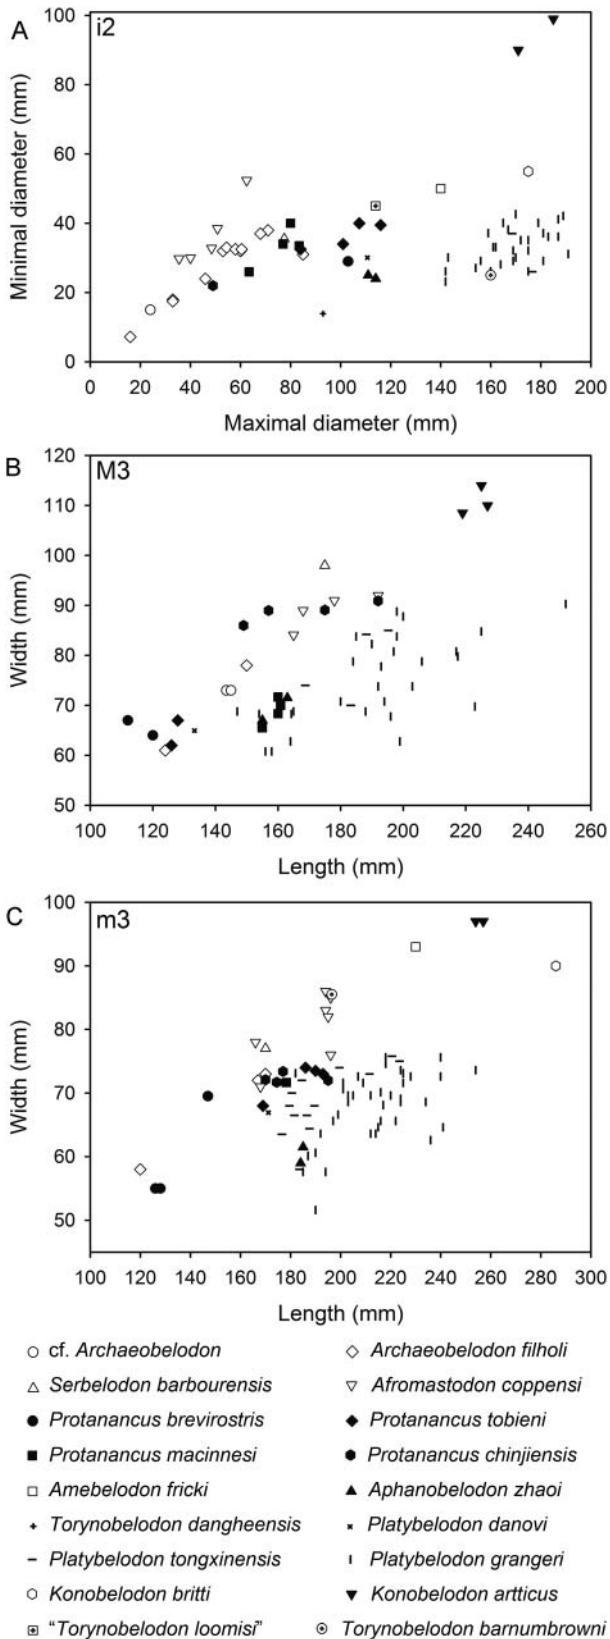 A
i2
100
80
60
40
20
0
Minimal diameter (mm)
0 20 40 60 80 100 120 140 160 180 200
Maximal diameter (mm)
B
M3
120
110
100
90
80
70
60
50
Width (mm)
100 120 140 160 180 200 220 240 260
Length (mm)
C
m3
100
90
80
70
60
50
Width (mm)
100 120 140 160 180 200 220 240 260 280 300
Length (mm)
cf. Archaeobelodon Archaeobelodon filholi
Serbelodon barbourensis Afromastodon coppensi
Protanancus brevirostris Protanancus tobieni
Protanancus macinnesi Protanancus chinjiensis
Amebelodon fricki Aphanobelodon zhaoi
Torynobelodon dangheensis Platybelodon danovi
Platybelodon tongxinensis Platybelodon grangeri
Konobelodon britti Konobelodon artticus
"Torynobelodon loomisi" Torynobelodon barnumbrowni